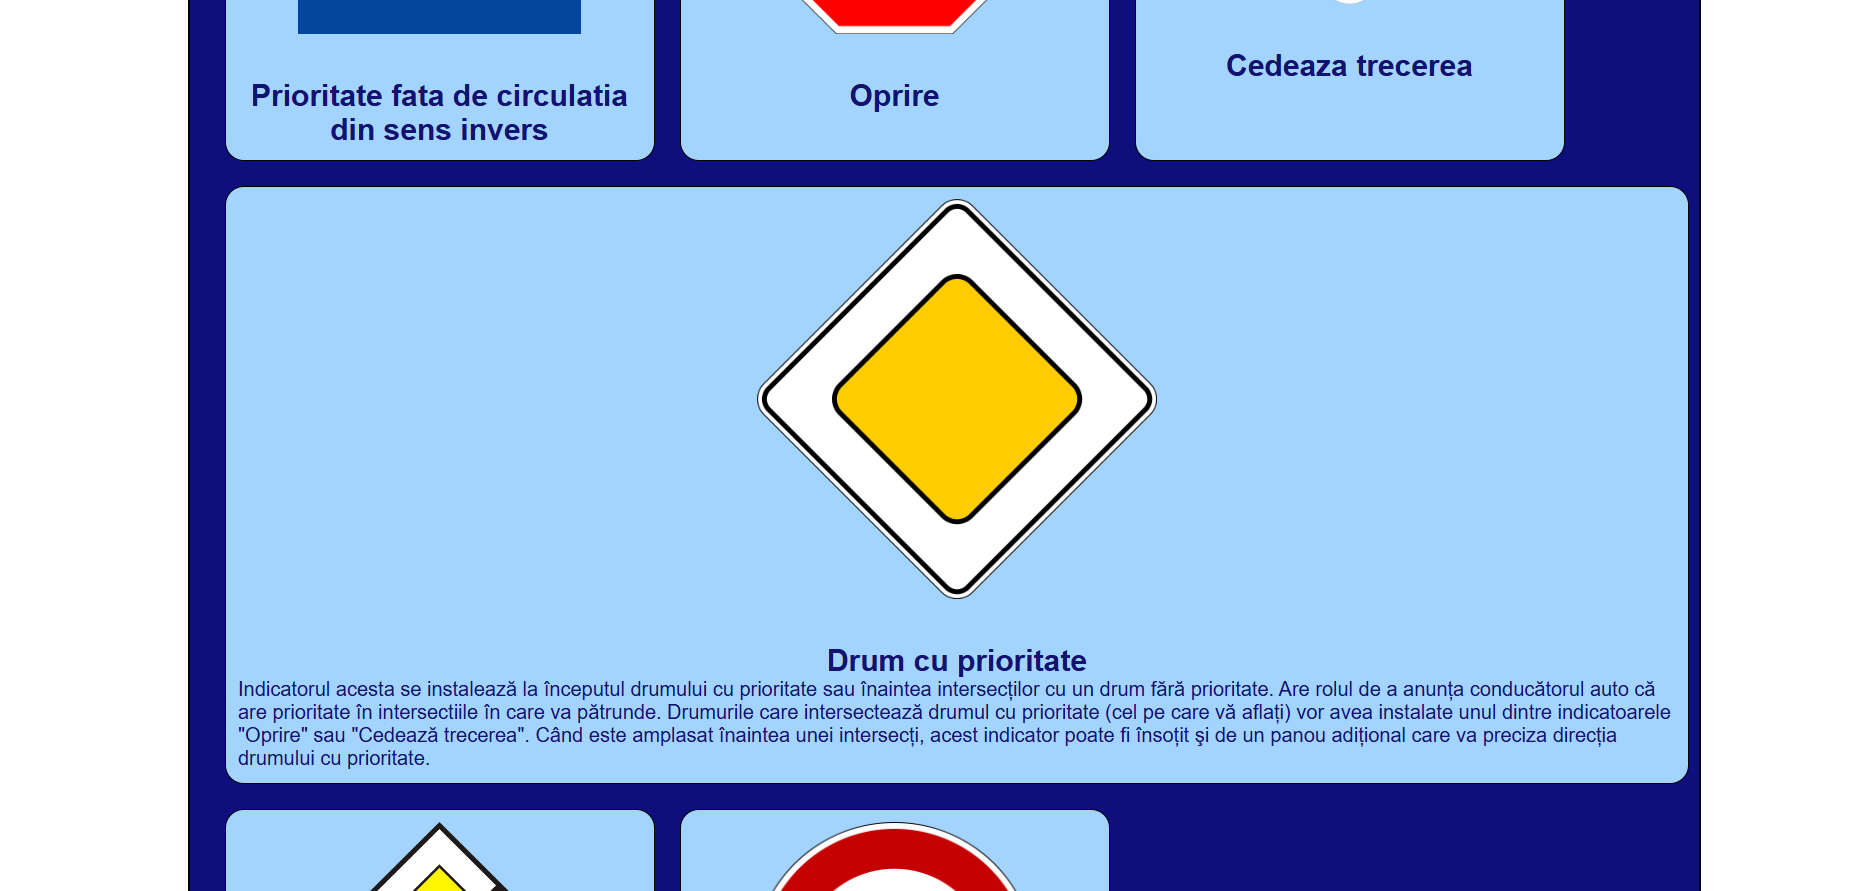 Prioritate fata de circulatia
din sens invers
Oprire
Cedeaza trecerea
Drum cu prioritate
Indicatorul acesta se instalează la începutul drumului cu prioritate sau înaintea intersecților cu un drum fără prioritate. Are rolul de a anunța conducătorul auto că
are prioritate în intersectiile în care va pătrunde. Drumurile care intersectează drumul cu prioritate (cel pe care vă aflați) vor avea instalate unul dintre indicatoarele
"Oprire" sau "Cedează trecerea". Când este amplasat înaintea unei intersecți, acest indicator poate fi însoțit şi de un panou adițional care va preciza direcția
drumului cu prioritate.